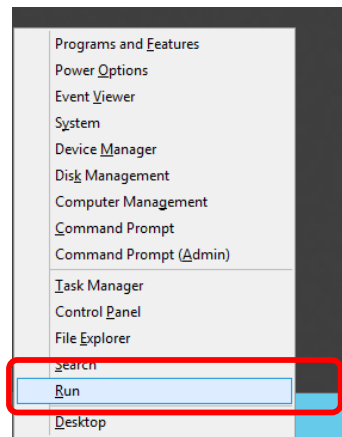 Programs and Features
Power Options
Event Viewer
System
Device Manager
Disk Management
Computer Management
Command Prompt
Command Prompt (Admin)
Task Manager
Control Panel
File Explorer
Search
Run
Desktop